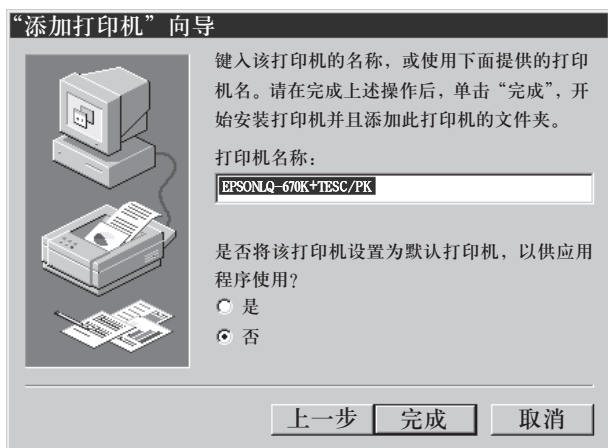 “添加打印机”向导
键入该打印机的名称，或使用下面提供的打印
机名。请在完成上述操作后，单击“完成”，开
始安装打印机并且添加此打印机的文件夹。
打印机名称：
EPSONLQ-670K+TESC/PK
是否将该打印机设置为默认打印机，以供应用
程序使用？
是
否
上一步 完成 取消